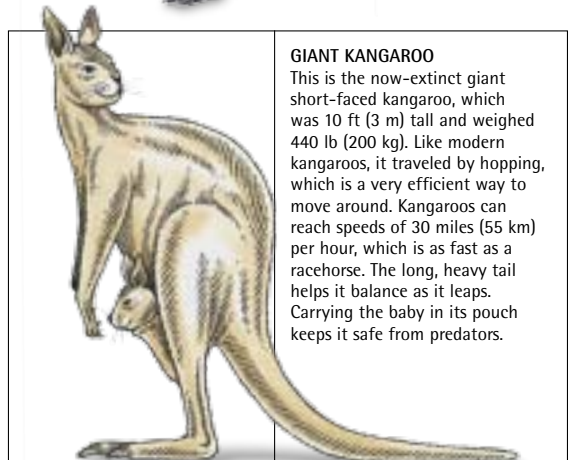 GIANT KANGAROO
This is the now-extinct giant
short-faced kangaroo, which
was 10 ft (3 m) tall and weighed
440 lb (200 kg). Like modern
kangaroos, it traveled by hopping,
which is a very efficient way to
move around. Kangaroos can
reach speeds of 30 miles (55 km)
per hour, which is as fast as a
racehorse. The long, heavy tail
helps it balance as it leaps.
Carrying the baby in its pouch
keeps it safe from predators.